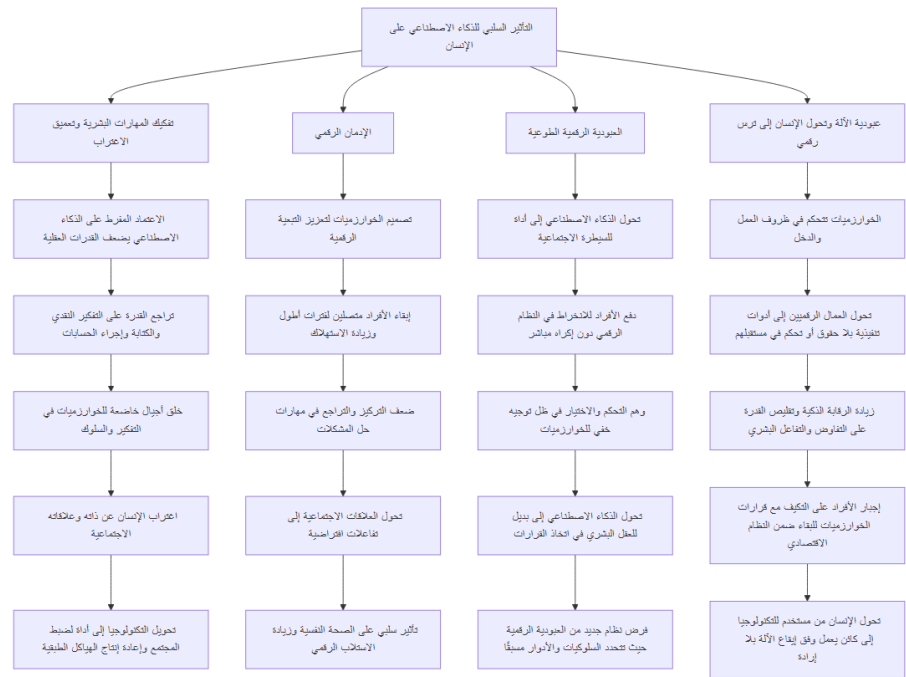 التأثير السلبي للذكاء الاصطناعي على
الإنسان
تفكيك المهارات البشرية وتعميق
الاغتراب
الإدمان الرقمي
العبودية الرقمية الطوعية
عبودية الآلة وتحول الإنسان إلى ترس
رقمي
الاعتماد المفرط على الذكاء
الاصطناعي يضعف القدرات العقلية
تصميم الخوارزميات لتعزيز التبعية
الرقمية
تحول الذكاء الاصطناعي إلى أداة
للسيطرة الاجتماعية
الخوارزميات تتحكم في ظروف العمل
والدخل
تراجع القدرة على التفكير النقدي
والكتابة وإجراء الحسابات
إبقاء الأفراد متصلين لفترات أطول
وزيادة الاستهلاك
دفع الأفراد للانخراط في النظام
الرقمي دون إكراه مباشر
تحول العمال الرقميين إلى أدوات
تنفيذية بلا حقوق أو تحكم في مستقبلهم
خلق أجيال خاضعة للخوارزميات في
التفكير والسلوك
ضعف التركيز والتراجع في مهارات
حل المشكلات
وهم التحكم والاختيار في ظل توجيه
خفي للخوارزميات
زيادة الرقابة الذكية وتقليص القدرة
على التفاوض والتفاعل البشري
اغتراب الإنسان عن ذاته وعلاقاته
الاجتماعية
تحول العلاقات الاجتماعية إلى
تفاعلات افتراضية
تحول الذكاء الاصطناعي إلى بديل
للعقل البشري في اتخاذ القرارات
إجبار الأفراد على التكيف مع قرارات
الخوارزميات للبقاء ضمن النظام
الاقتصادي
تحويل التكنولوجيا إلى أداة لضبط
المجتمع وإعادة إنتاج الهياكل الطبقية
تأثير سلبي على الصحة النفسية وزيادة
الاستلاب الرقمي
فرض نظام جديد من العبودية الرقمية
حيث تتحدد السلوكيات والأدوار مسبقًا
تحول الإنسان من مستخدم للتكنولوجيا
إلى كائن يعمل وفق إيقاع الآلة بلا
إرادة